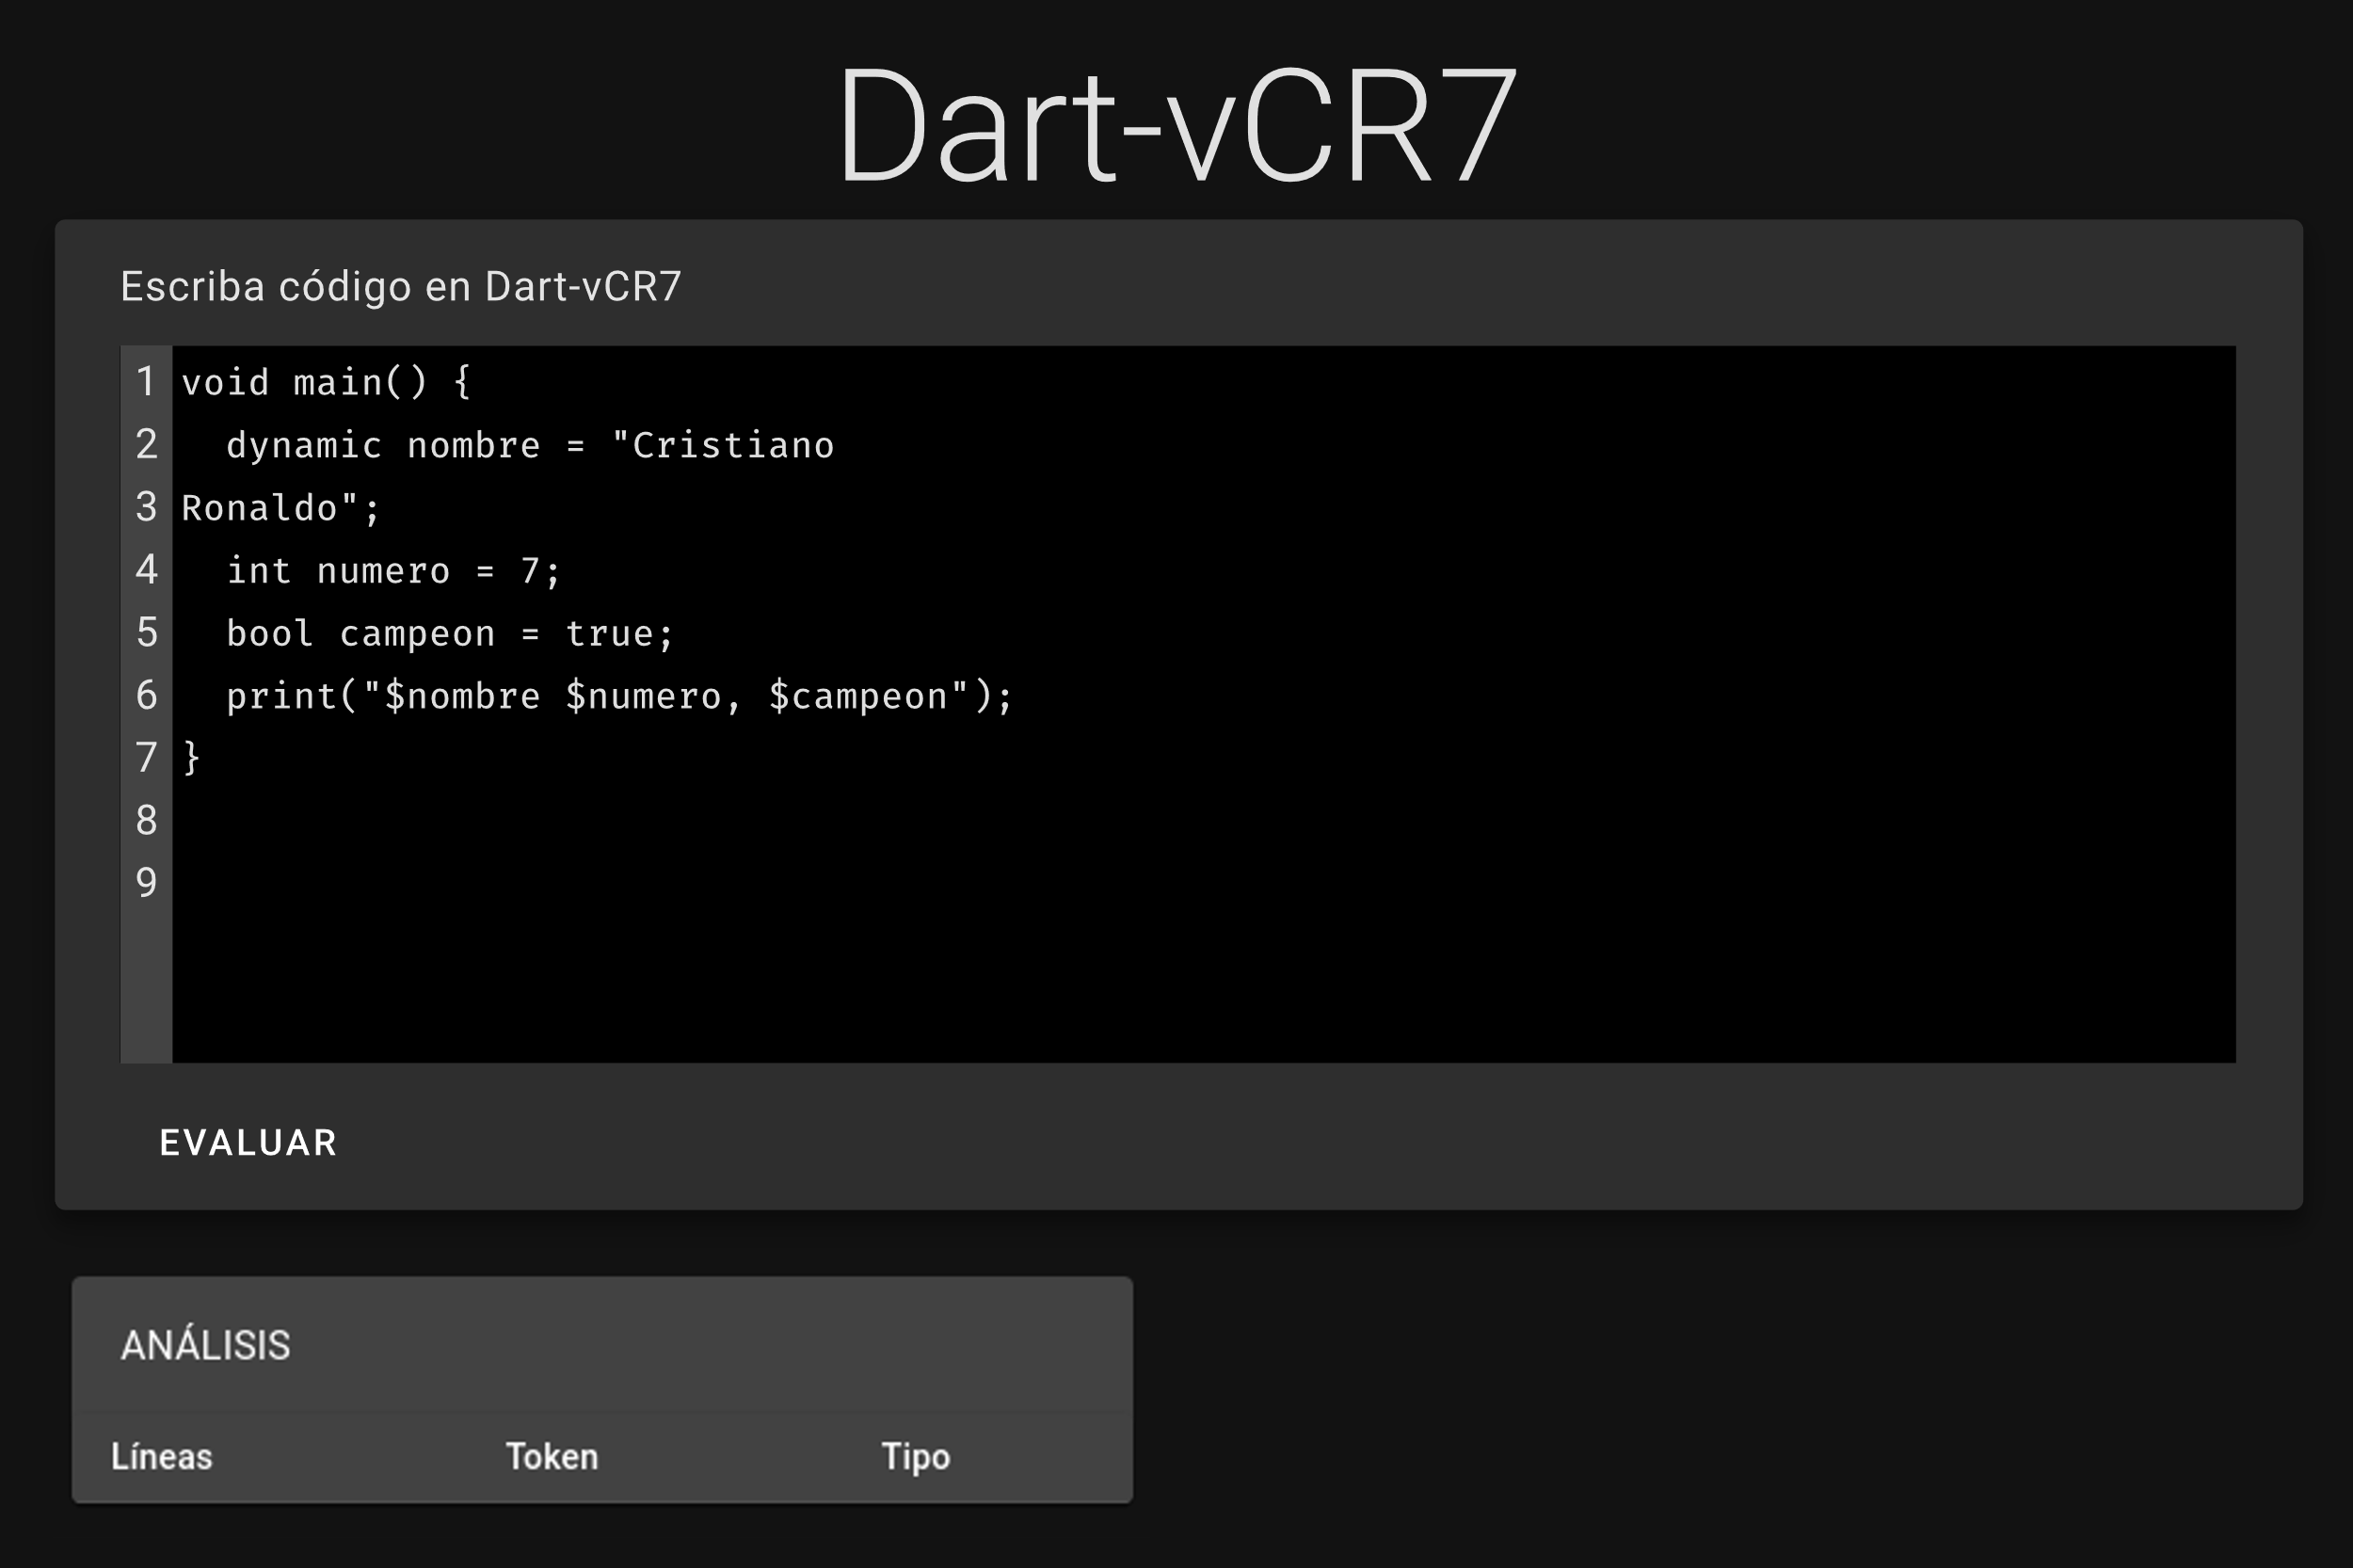 Dart-vCR7
Escriba código en Dart-vCR7
1 void main() {
2   dynamic nombre = "Cristiano
3 Ronaldo";
4   int numero = 7;
5   bool campeon = true;
6   print("$nombre $numero, $campeon");
7 }
8
9
EVALUAR
ANÁLISIS
Líneas Token Tipo